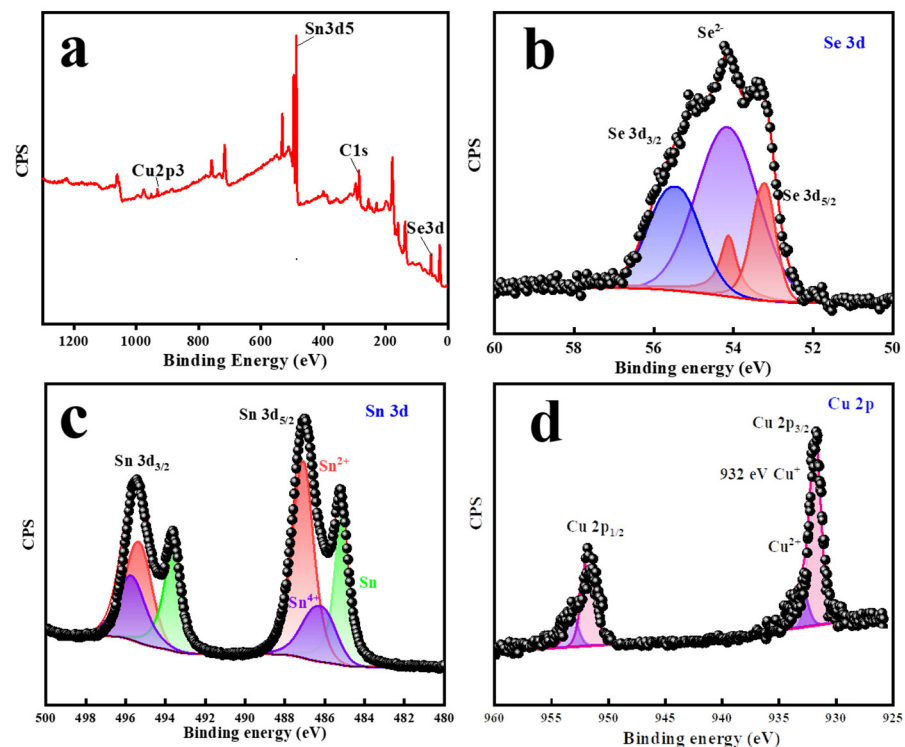 a
Sn3d5
C1s
Cu2p3
Se3d
CPS
1200 1000 800 600 400 200 0
Binding Energy (eV)
b
Se²⁻
Se 3d
Se 3d₃/₂
Se 3d₅/₂
CPS
60 58 56 54 52 50
Binding energy (eV)
c
Sn 3d₅/₂
Sn 3d
Sn 3d₃/₂
Sn²⁺
Sn
Sn⁴⁺
CPS
500 498 496 494 492 490 488 486 484 482 480
Binding energy (eV)
d
Cu 2p
Cu 2p₃/₂
932 eV Cu⁺
Cu 2p₁/₂
Cu²⁺
CPS
960 955 950 945 940 935 930 925
Binding energy (eV)